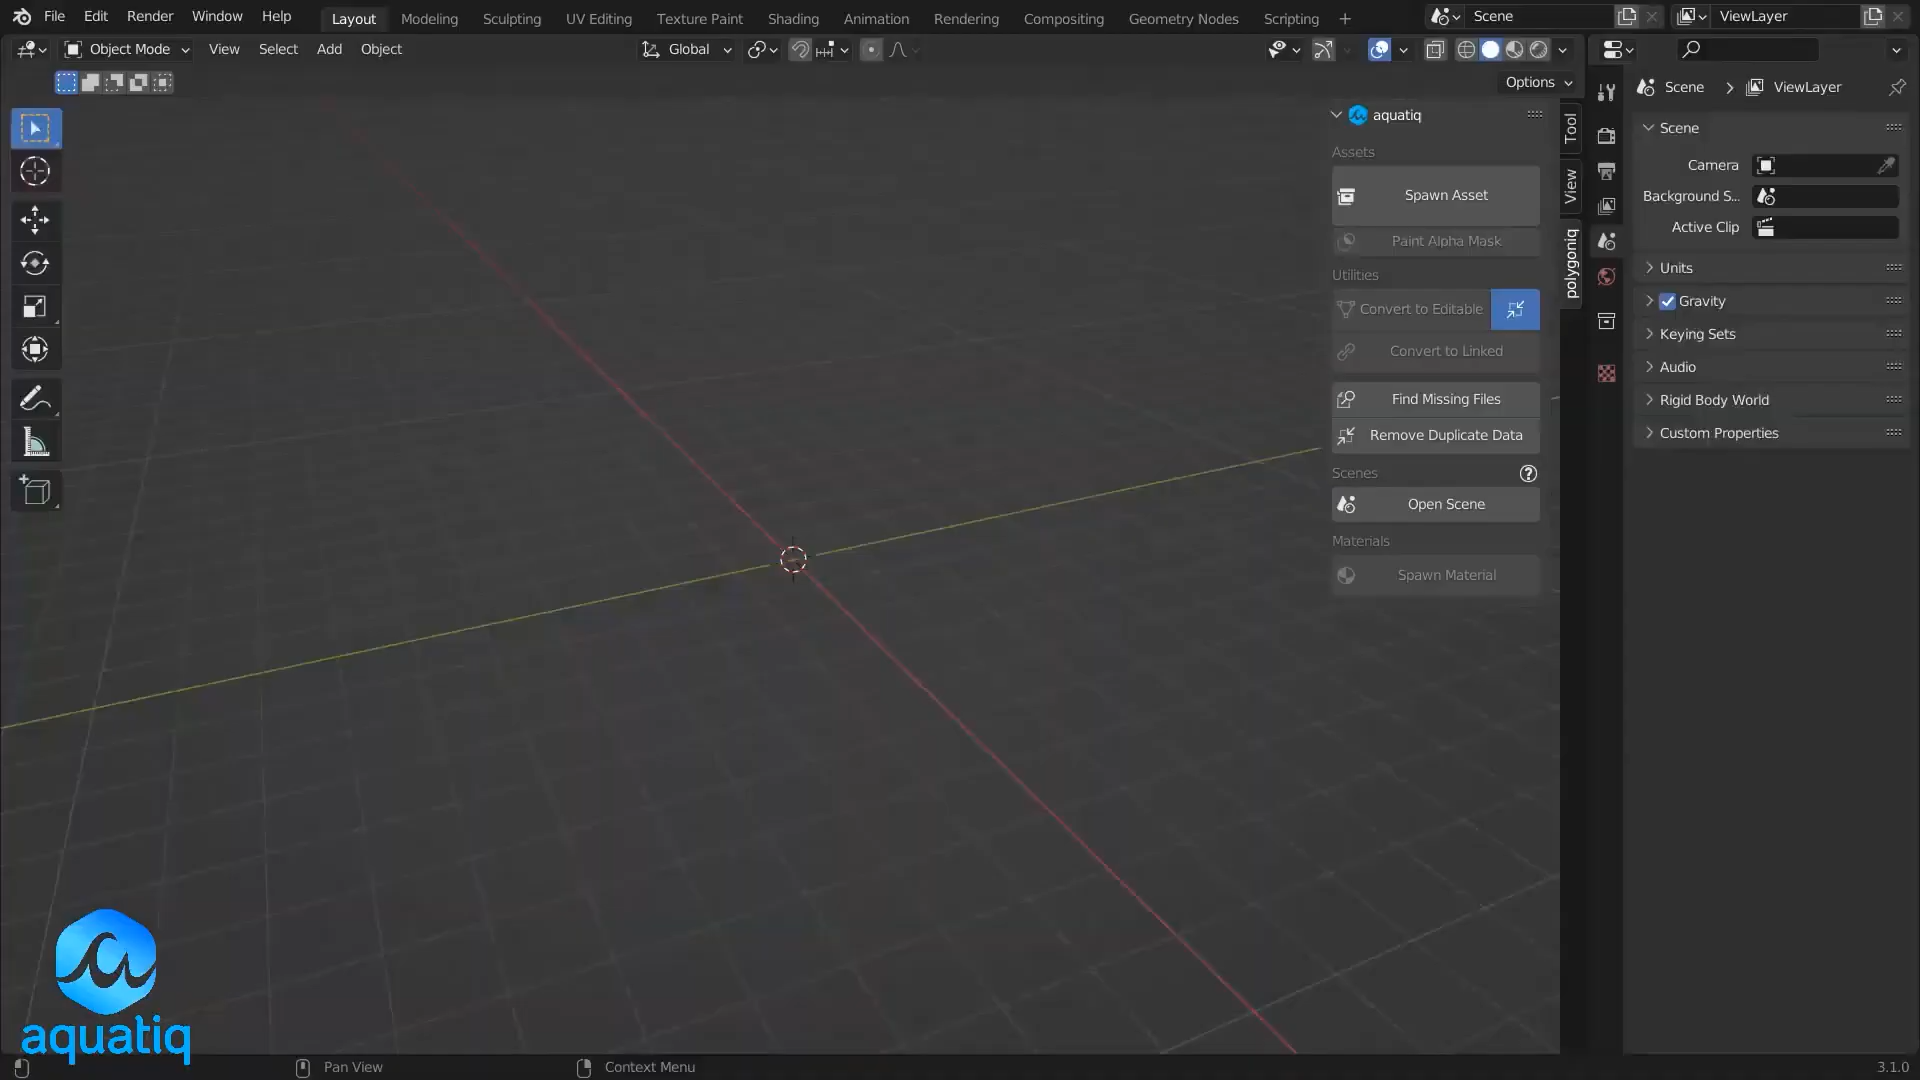 File Edit Render Window Help Layout Modeling Sculpting UV Editing Texture Paint Shading Animation Rendering Compositing Geometry Nodes Scripting + Scene ViewLayer
Object Mode View Select Add Object Global
Options
aquatiq
Assets
Spawn Asset
Paint Alpha Mask
Utilities
Convert to Editable
Convert to Linked
Find Missing Files
Remove Duplicate Data
Scenes
Open Scene
Materials
Spawn Material
Tool
View
polygoniq
Scene > ViewLayer
Scene
Camera
Background S...
Active Clip
Units
Gravity
Keying Sets
Audio
Rigid Body World
Custom Properties
aquatiq
Pan View Context Menu 3.1.0